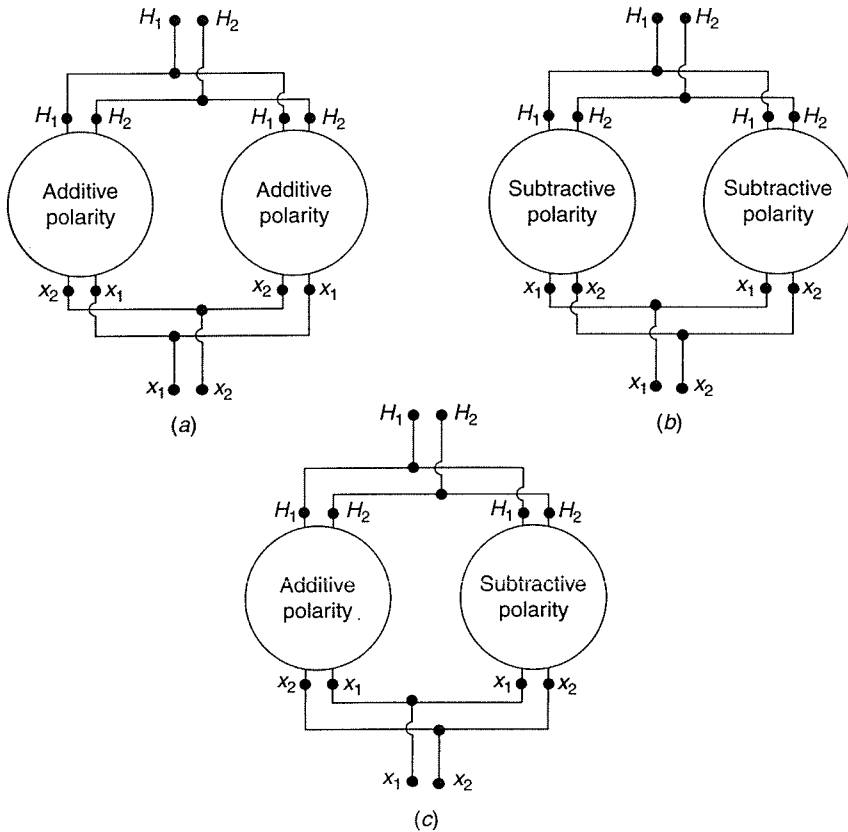 H1 H2
H1 H2 H1 H2
Additive polarity
Additive polarity
x2 x1 x2 x1
x1 x2
(a)
H1 H2
H1 H2 H1 H2
Subtractive polarity
Subtractive polarity
x1 x2 x1 x2
x1 x2
(b)
H1 H2
H1 H2 H1 H2
Additive polarity
Subtractive polarity
x2 x1 x1 x2
x1 x2
(c)